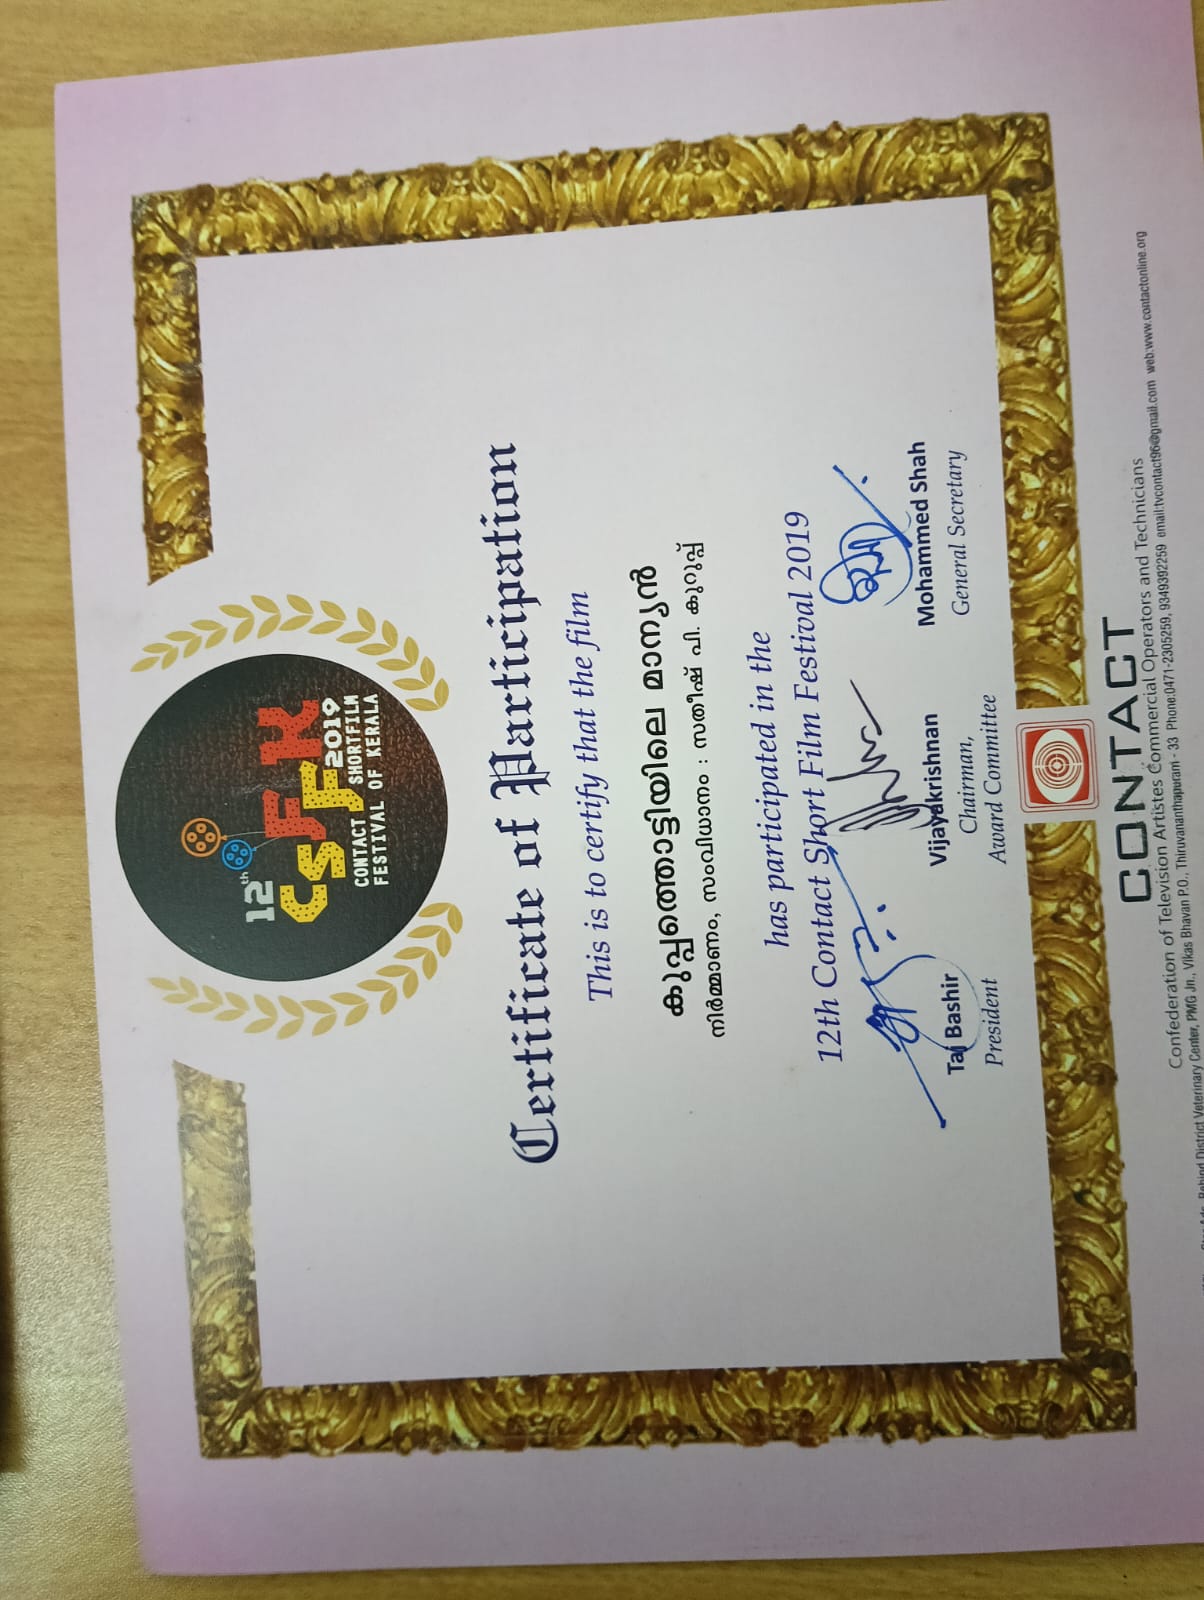 12th
CSFFK
2019
CONTACT SHORTFILM
FESTIVAL OF KERALA
Certificate of Participation
This is to certify that the film
കുപ്പത്തൊട്ടിയിലെ മാന്യൻ
നിർമ്മാണം, സംവിധാനം : സതീഷ് പി. കുറുപ്പ്
has participated in the
12th Contact Short Film Festival 2019
Taj Bashir
President
Vijayakrishnan
Chairman,
Award Committee
Mohammed Shah
General Secretary
CONTACT
Confederation of Television Artistes Commercial Operators and Technicians
Behind District Veterinary Center, PMG Jn., Vikas Bhavan P.O., Thiruvananthapuram - 33 Phone:0471-2305259, 9349392259 email:tvcontact96@gmail.com web:www.contactonline.org